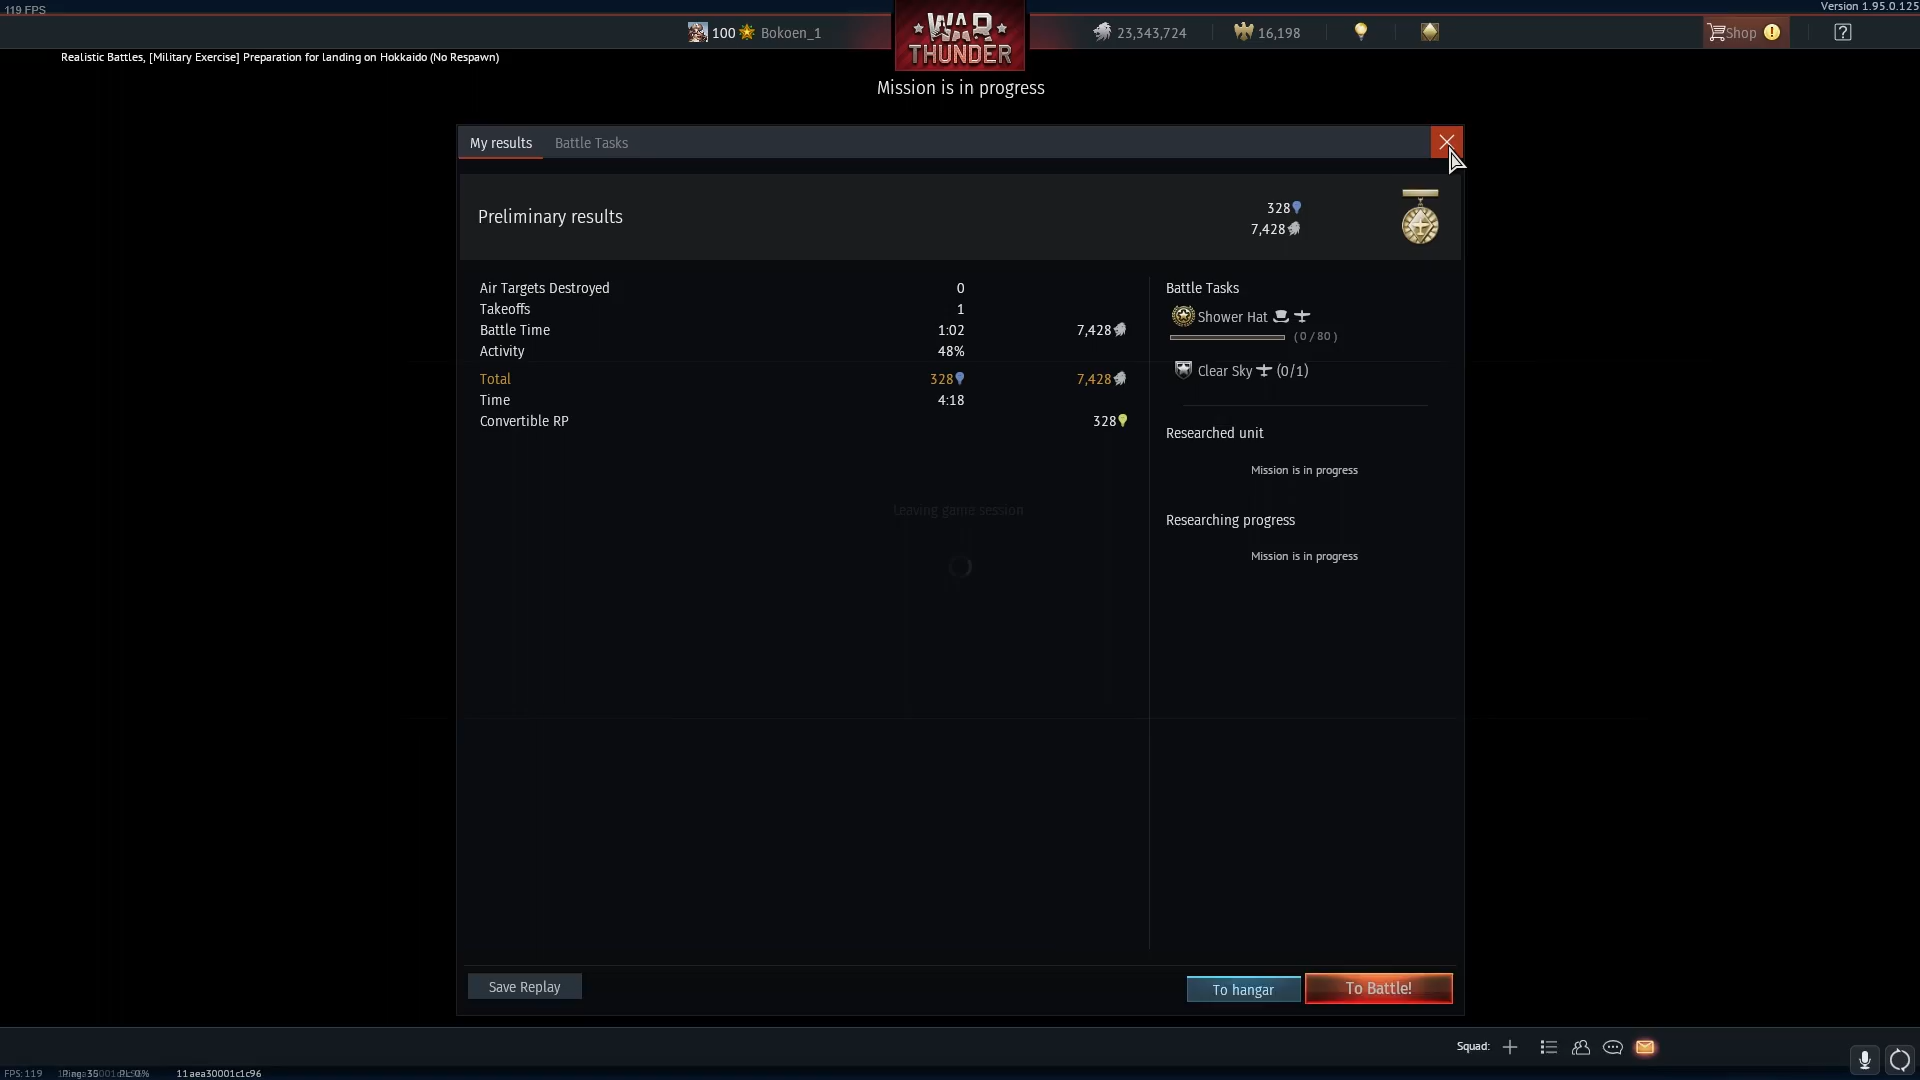 119 FPS
Version 1.95.0.125
100 Bokoen_1
WAR THUNDER
23,343,724
16,198
Shop
Realistic Battles, [Military Exercise] Preparation for landing on Hokkaido (No Respawn)
Mission is in progress
My results
Battle Tasks
Preliminary results
328
7,428
Air Targets Destroyed 0
Takeoffs 1
Battle Time 1:02 7,428
Activity 48%
Total 328 7,428
Time 4:18
Convertible RP 328
Battle Tasks
Shower Hat
(0/80)
Clear Sky (0/1)
Researched unit
Mission is in progress
Researching progress
Mission is in progress
Leaving game session
Save Replay
To hangar
To Battle!
Squad:
FPS: 119
11aea30001c1c96